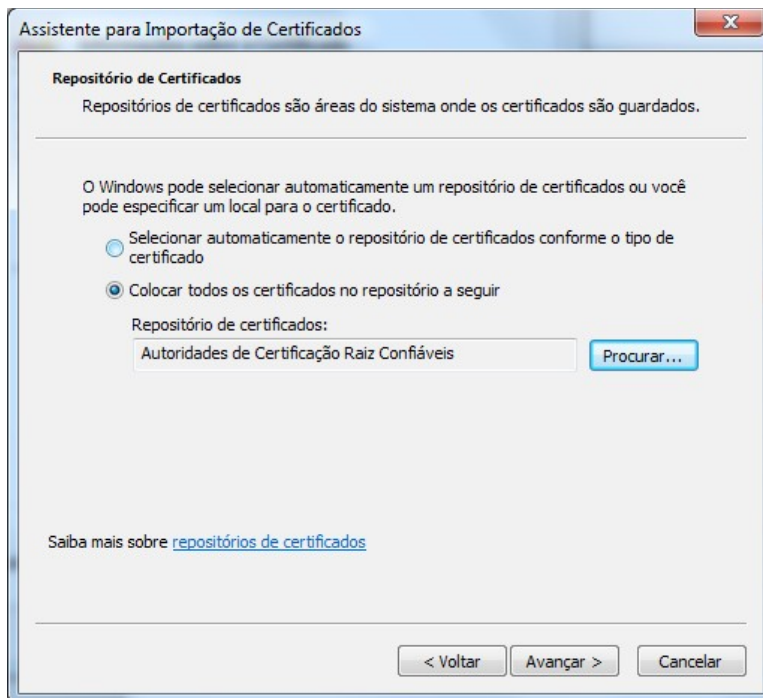 Assistente para Importação de Certificados
Repositório de Certificados
Repositórios de certificados são áreas do sistema onde os certificados são guardados.
O Windows pode selecionar automaticamente um repositório de certificados ou você
pode especificar um local para o certificado.
Selecionar automaticamente o repositório de certificados conforme o tipo de
certificado
Colocar todos os certificados no repositório a seguir
Repositório de certificados:
Autoridades de Certificação Raiz Confiáveis
Procurar...
Saiba mais sobre repositórios de certificados
< Voltar
Avançar >
Cancelar